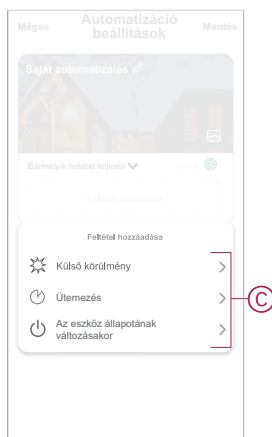 Mégse
Automatizáció
beállítások
Mentés
Saját automatizálás
Bármelyik feltétel teljesül
Feltétel hozzáadása
Feltétel hozzáadása
Külső körülmény
Ütemezés
Az eszköz állapotának
változásakor
C